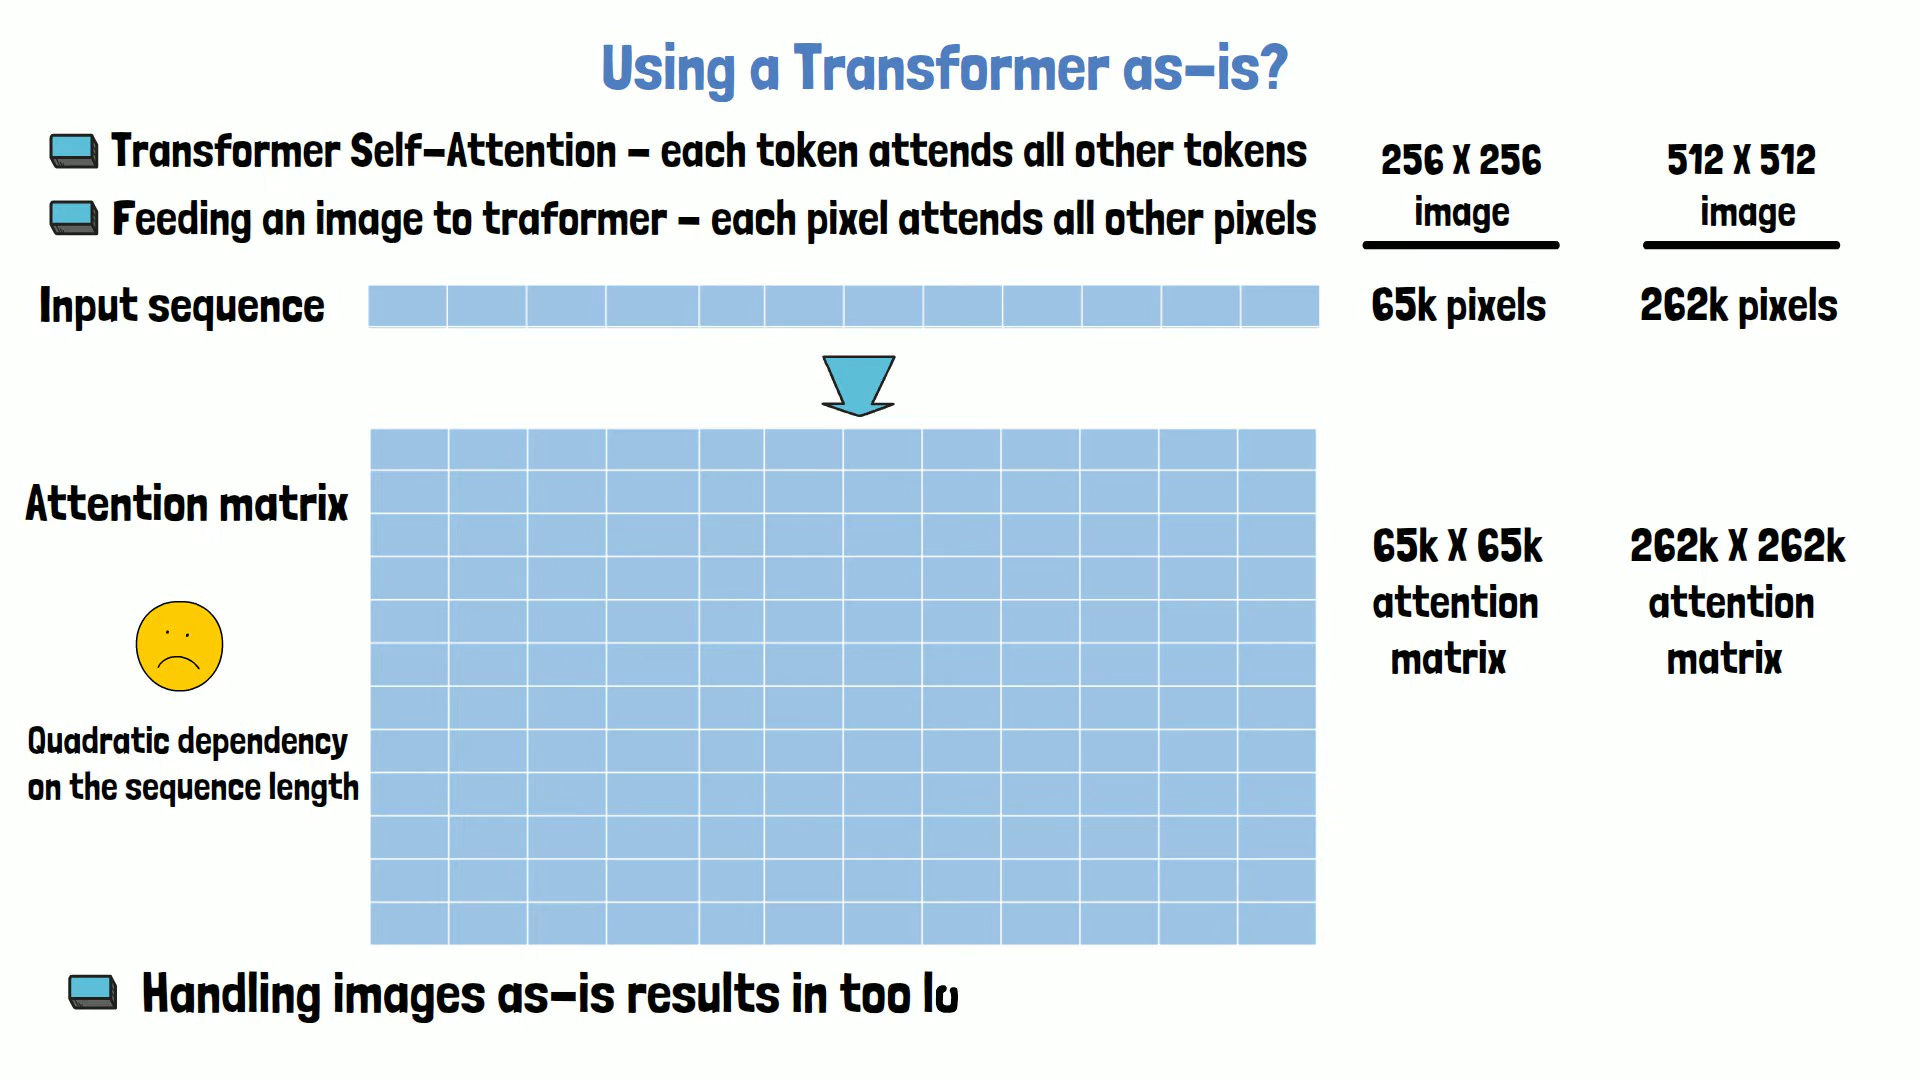 Using a Transformer as-is?
Transformer Self-Attention - each token attends all other tokens
Feeding an image to traformer - each pixel attends all other pixels
256 X 256
image
512 X 512
image
Input sequence
65k pixels
262k pixels
Attention matrix
65k X 65k
attention
matrix
262k X 262k
attention
matrix
Quadratic dependency
on the sequence length
Handling images as-is results in too